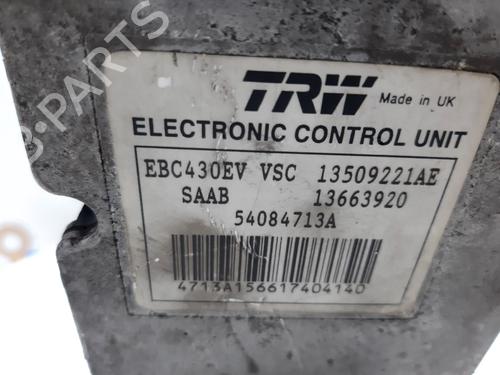 B-PARTS
TRW Made in UK
ELECTRONIC CONTROL UNIT
EBC430EV VSC 13509221AE
SAAB 13663920
54084713A
4713A156617404140